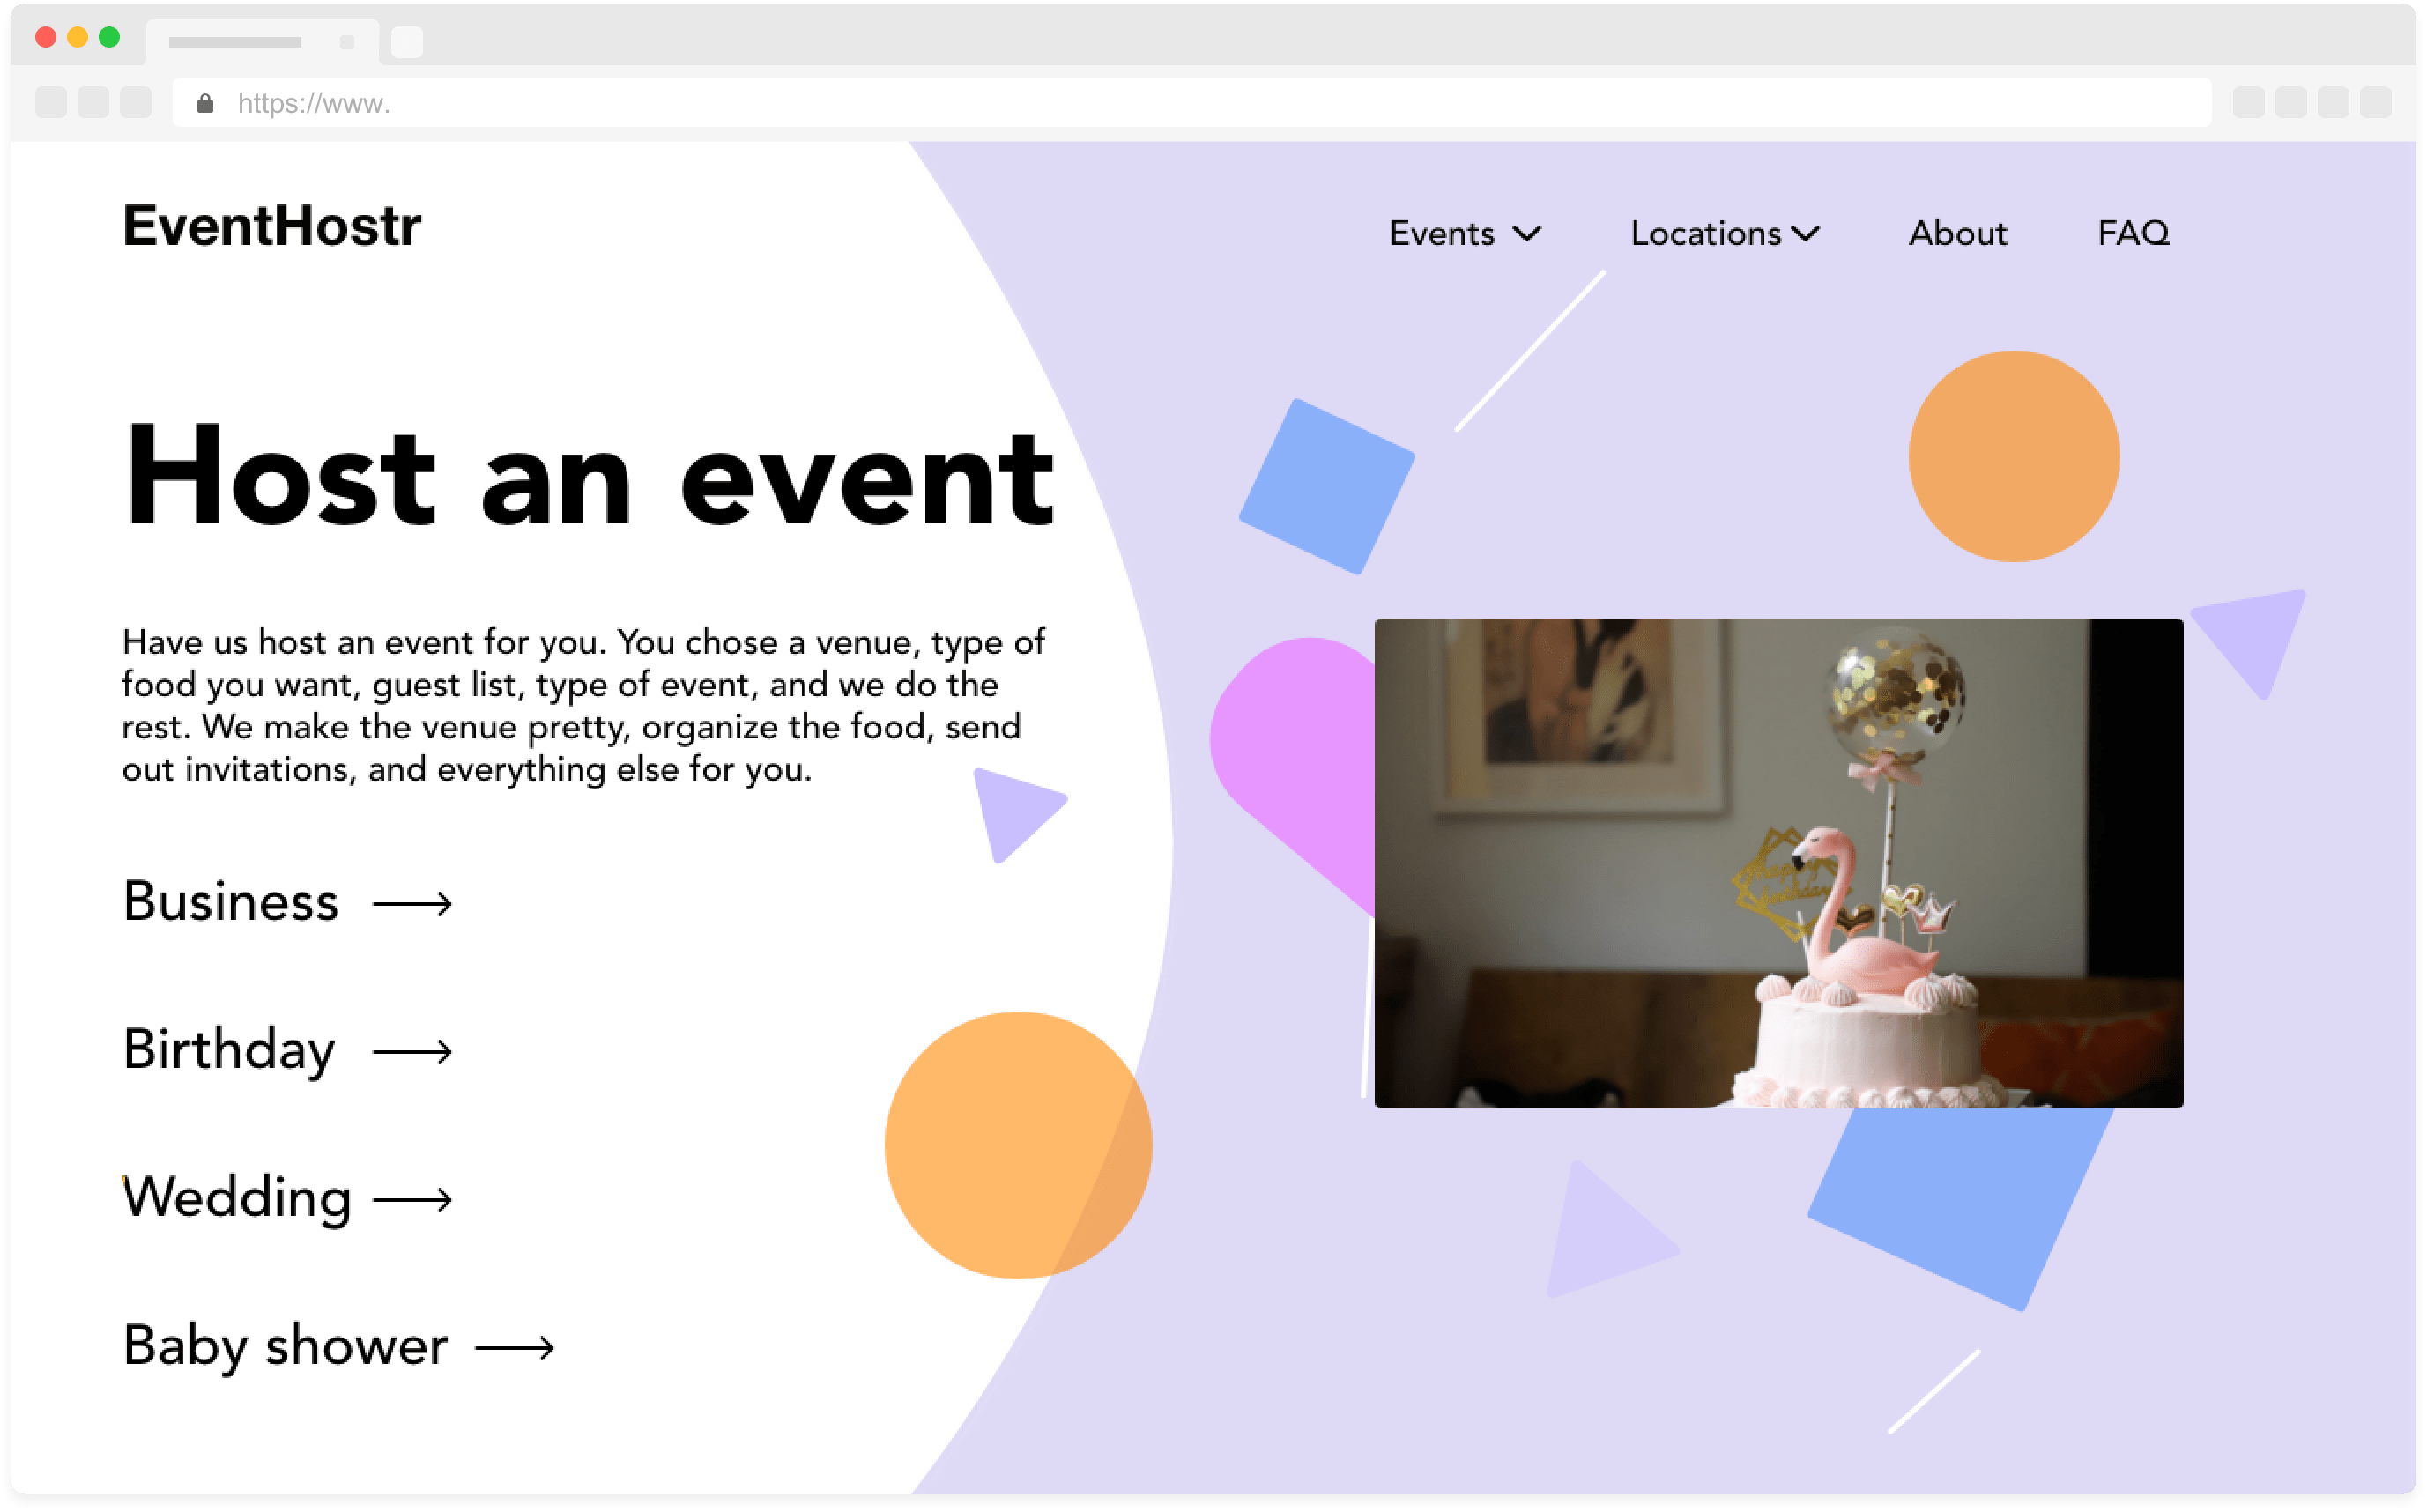 https://www.
EventHostr
Events
Locations
About
FAQ
Host an event
Have us host an event for you. You chose a venue, type of
food you want, guest list, type of event, and we do the
rest. We make the venue pretty, organize the food, send
out invitations, and everything else for you.
Business
Birthday
Wedding
Baby shower